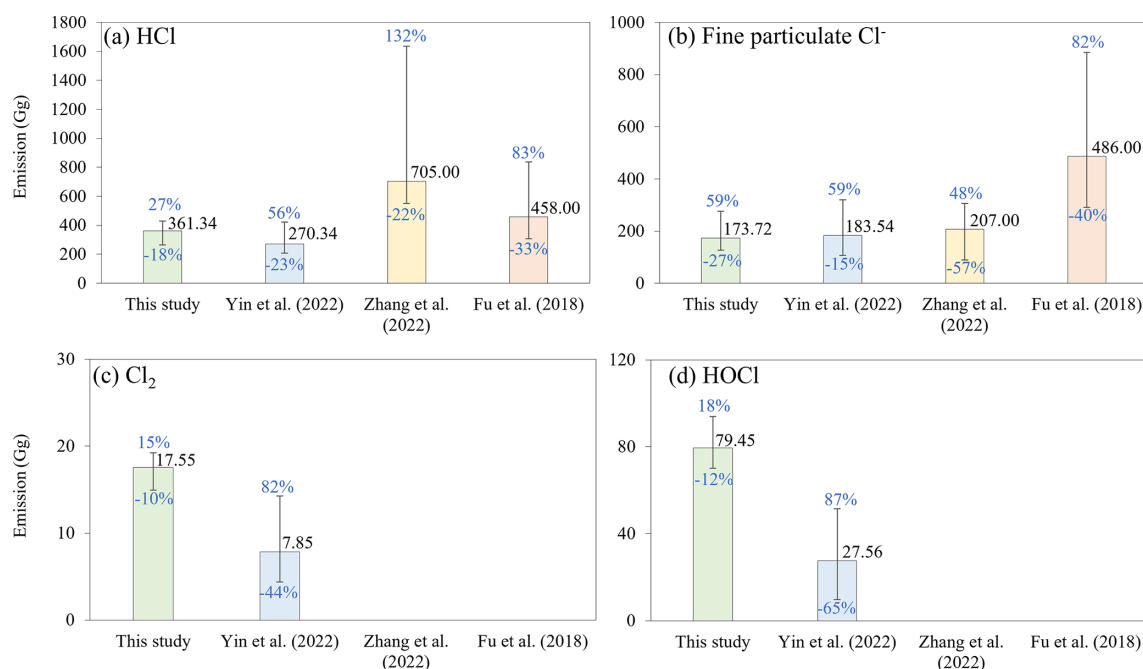 (a) HCl
Emission (Gg)
1800
1600
1400
1200
1000
800
600
400
200
0
27%
361.34
-18%
56%
270.34
-23%
132%
705.00
-22%
83%
458.00
-33%
This study
Yin et al. (2022)
Zhang et al.
(2022)
Fu et al. (2018)
(b) Fine particulate Cl⁻
1000
800
600
400
200
0
59%
173.72
-27%
59%
183.54
-15%
48%
207.00
-57%
82%
486.00
-40%
This study
Yin et al. (2022)
Zhang et al.
(2022)
Fu et al. (2018)
(c) Cl₂
Emission (Gg)
30
20
10
0
15%
17.55
-10%
82%
7.85
-44%
This study
Yin et al. (2022)
Zhang et al.
(2022)
Fu et al. (2018)
(d) HOCl
120
80
40
0
18%
79.45
-12%
87%
27.56
-65%
This study
Yin et al. (2022)
Zhang et al.
(2022)
Fu et al. (2018)